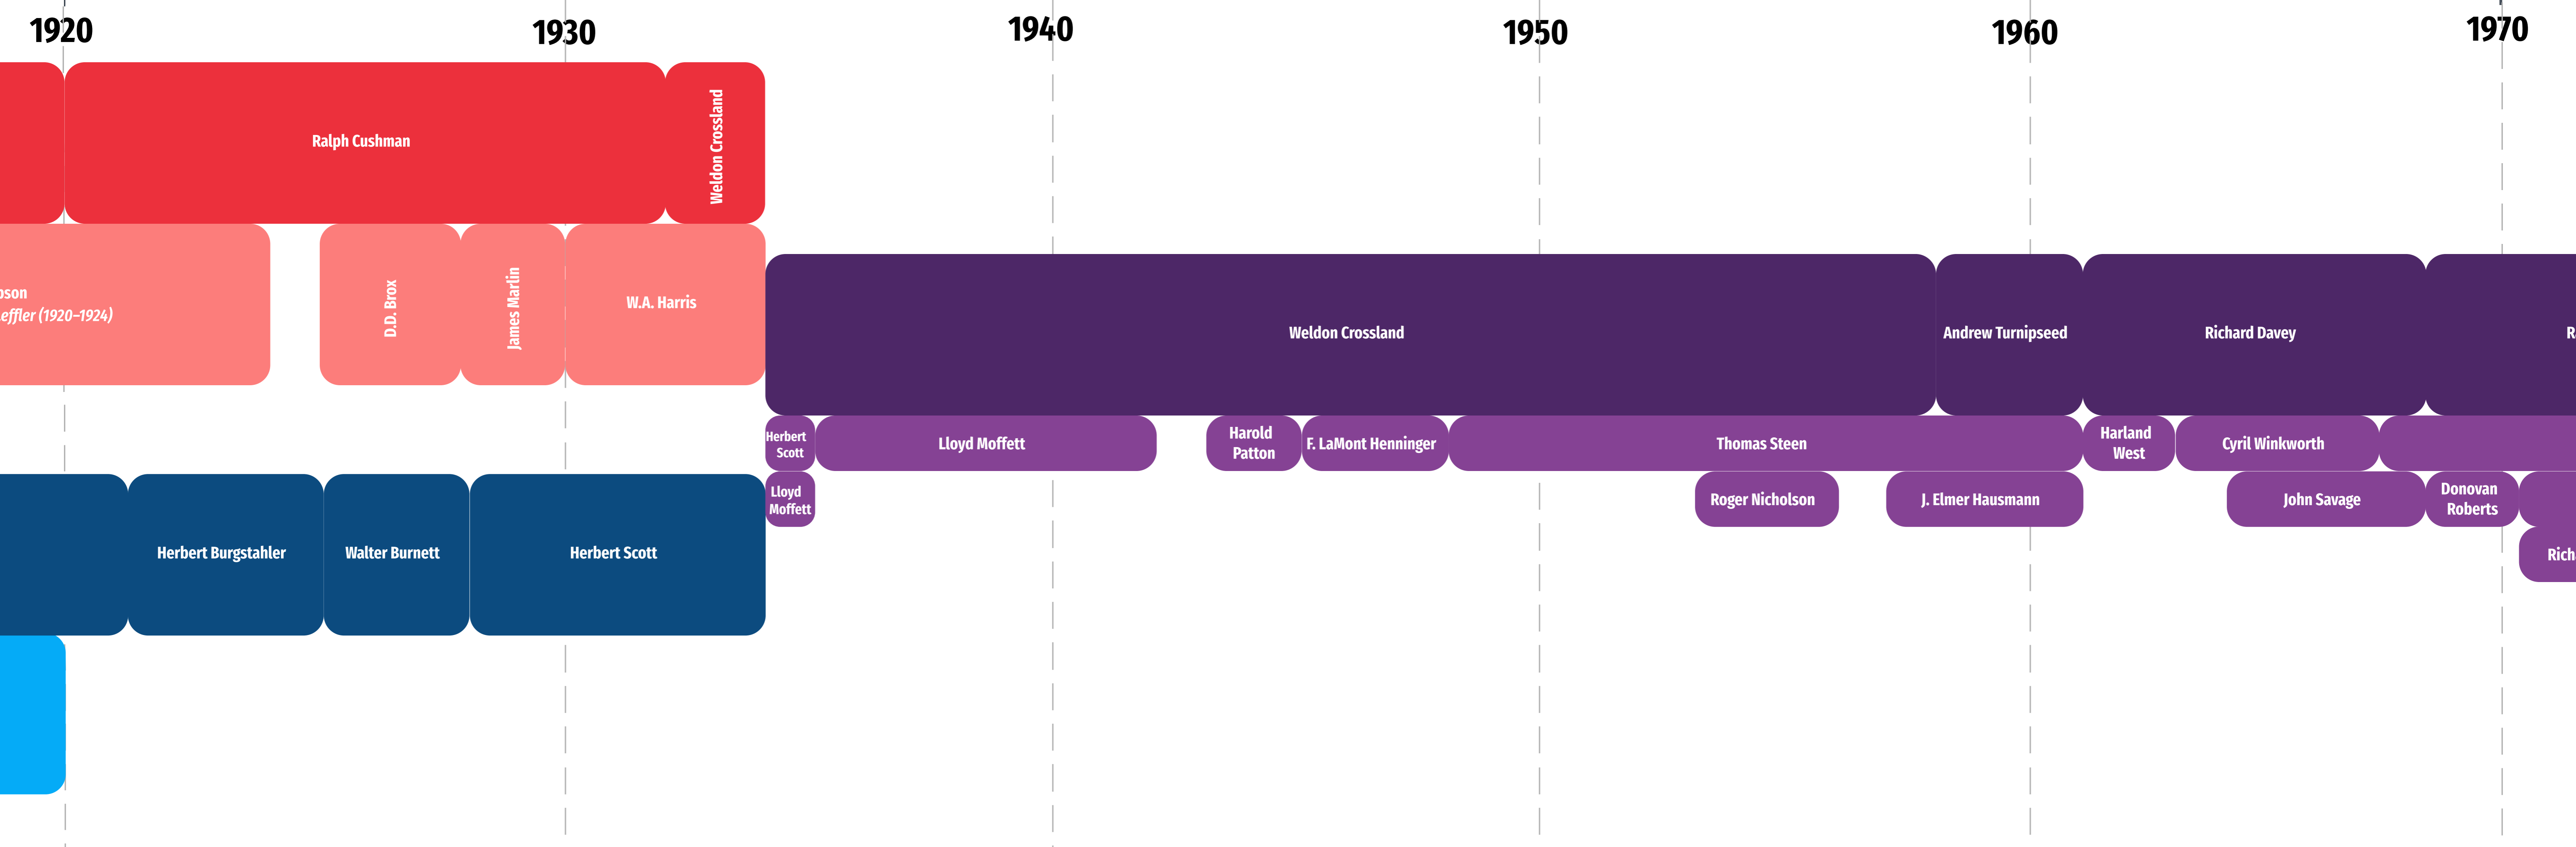 1920
1930
1940
1950
1960
1970
Ralph Cushman
Weldon Crossland
effler (1920–1924)
D.D. Brox
James Marlin
W.A. Harris
Weldon Crossland
Andrew Turnipseed
Richard Davey
Herbert
Scott
Lloyd Moffett
Harold
Patton
F. LaMont Henninger
Thomas Steen
Harland
West
Cyril Winkworth
Lloyd
Moffett
Roger Nicholson
J. Elmer Hausmann
John Savage
Donovan
Roberts
Herbert Burgstahler
Walter Burnett
Herbert Scott